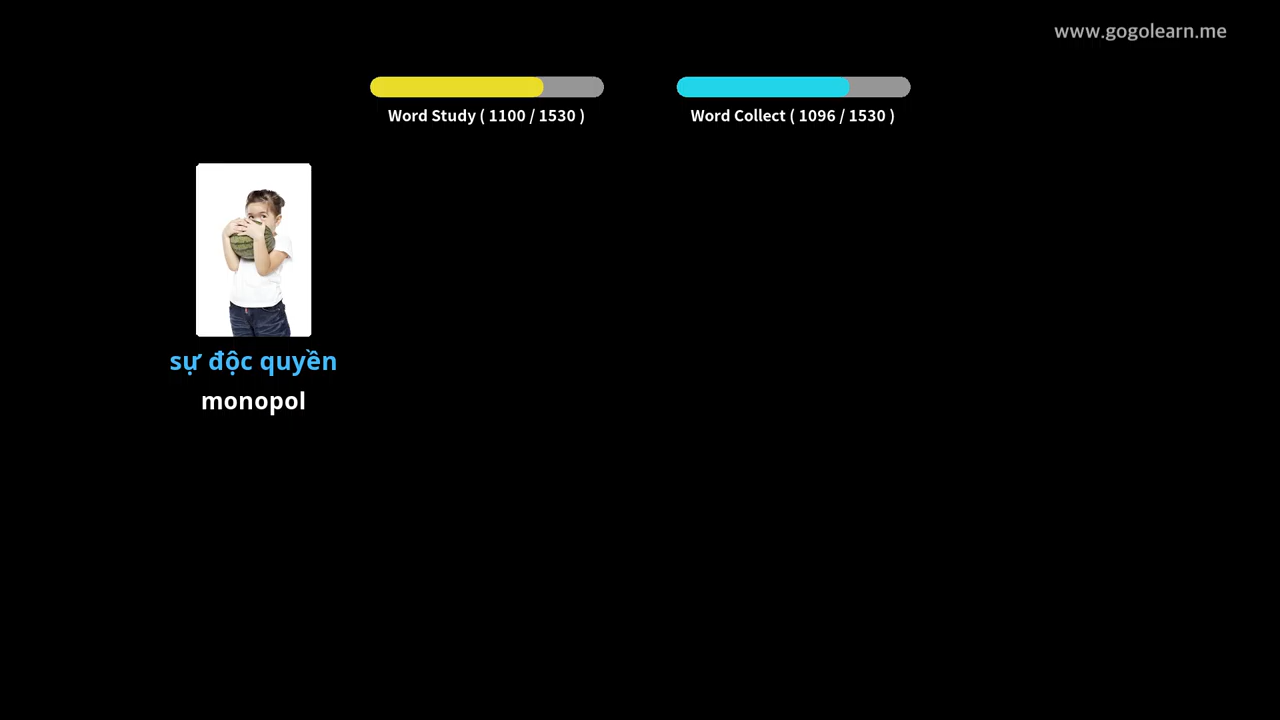 www.gogolearn.me
Word Study ( 1100 / 1530 )
Word Collect ( 1096 / 1530 )
sự độc quyền
monopol